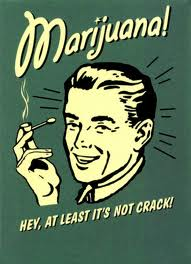 Marijuana!
HEY, AT LEAST IT'S NOT CRACK!